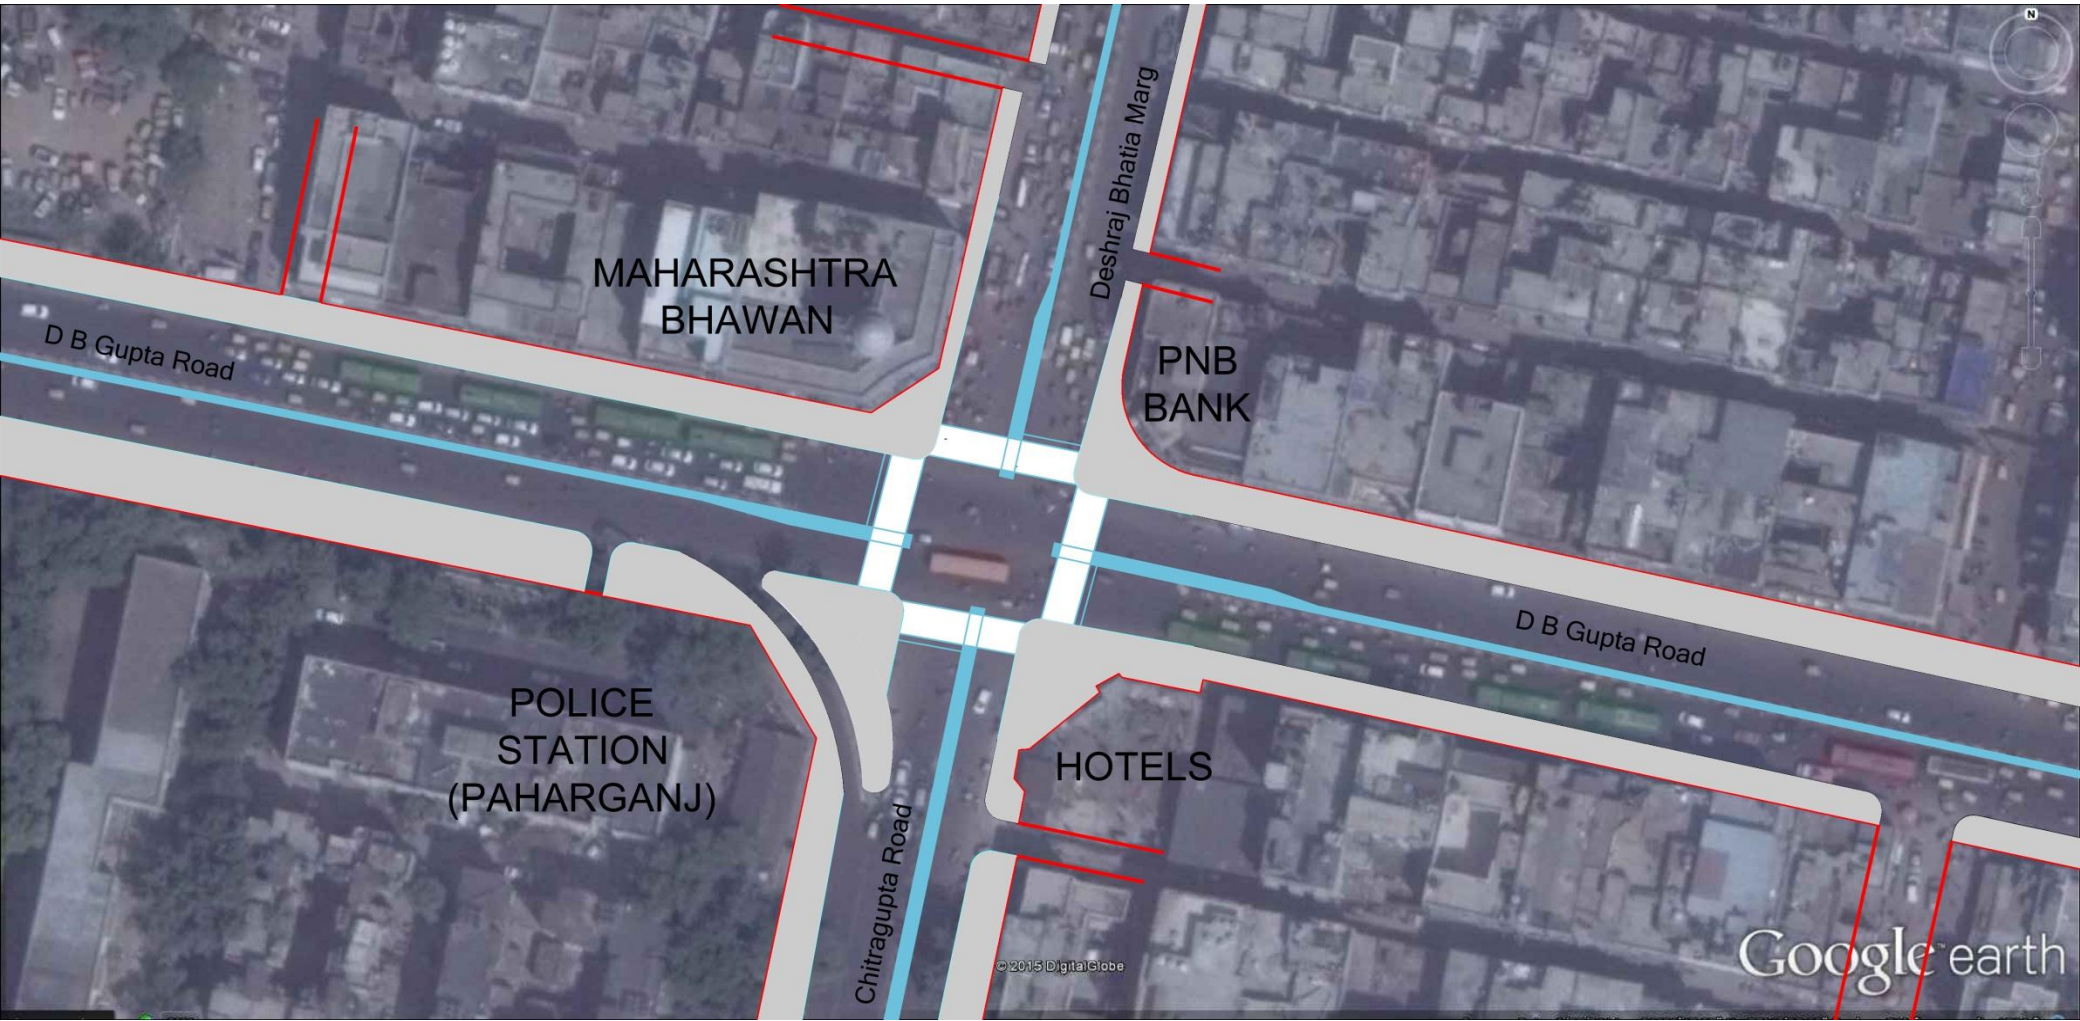 N
Deshraj Bhatia Marg
MAHARASHTRA
BHAWAN
D B Gupta Road
PNB
BANK
D B Gupta Road
POLICE
STATION
(PAHARGANJ)
HOTELS
Chitragupta Road
© 2015 DigitalGlobe
Google earth